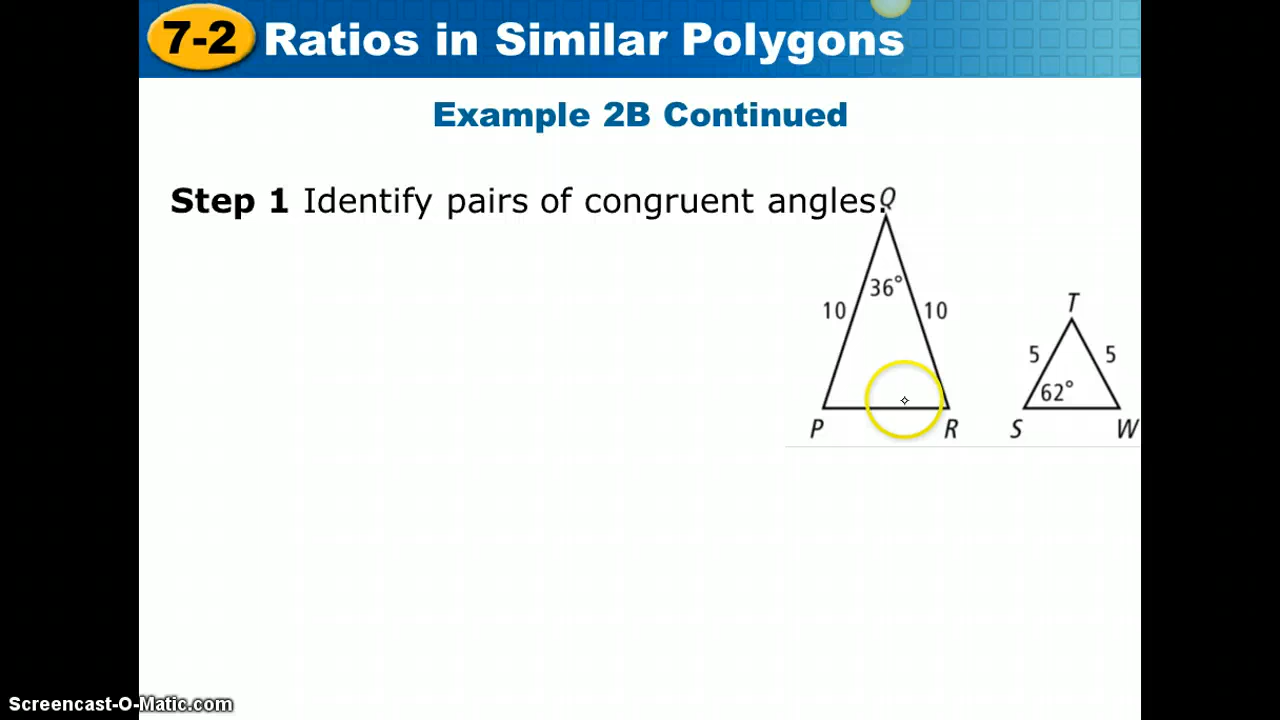 7-2 Ratios in Similar Polygons
Example 2B Continued
Step 1 Identify pairs of congruent angles.
Q
36°
10 10
P R
T
5 5
62°
S W
Screencast-O-Matic.com